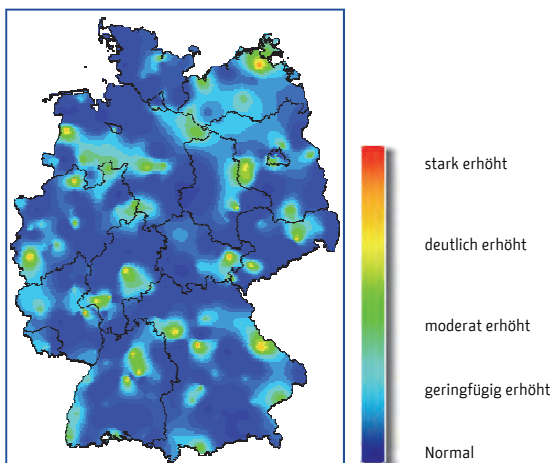 stark erhöht
deutlich erhöht
moderat erhöht
geringfügig erhöht
Normal